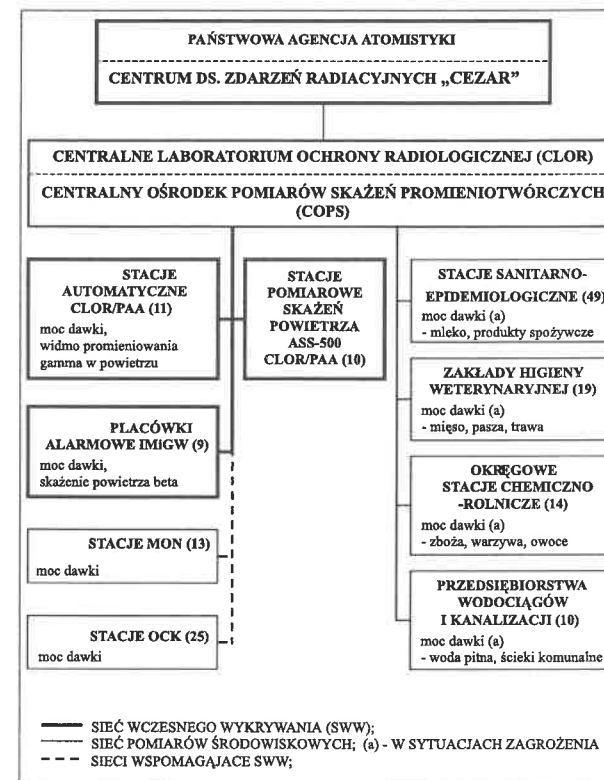 PAŃSTWOWA AGENCJA ATOMISTYKI
CENTRUM DS. ZDARZEŃ RADIACYJNYCH „CEZAR”
CENTRALNE LABORATORIUM OCHRONY RADIOLOGICZNEJ (CLOR)
CENTRALNY OŚRODEK POMIARÓW SKAŻEŃ PROMIENIOTWÓRCZYCH
(COPS)
STACJE
AUTOMATYCZNE
CLOR/PAA (11)
moc dawki,
widmo promieniowania
gamma w powietrzu
PLACÓWKI
ALARMOWE IMiGW (9)
moc dawki,
skażenie powietrza beta
STACJE MON (13)
moc dawki
STACJE OCK (25)
moc dawki
STACJE
POMIAROWE
SKAŻEŃ
POWIETRZA
ASS-500
CLOR/PAA (10)
STACJE SANITARNO-
EPIDEMIOLOGICZNE (49)
moc dawki (a)
- mleko, produkty spożywcze
ZAKŁADY HIGIENY
WETERYNARYJNEJ (19)
moc dawki (a)
- mięso, pasza, trawa
OKRĘGOWE
STACJE CHEMICZNO
-ROLNICZE (14)
moc dawki (a)
- zboża, warzywa, owoce
PRZEDSIĘBIORSTWA
WODOCIĄGÓW
I KANALIZACJI (10)
moc dawki (a)
- woda pitna, ścieki komunalne
SIEĆ WCZESNEGO WYKRYWANIA (SWW);
SIEĆ POMIARÓW ŚRODOWISKOWYCH; (a) - W SYTUACJACH ZAGROŻENIA
SIECI WSPOMAGAJACE SWW;